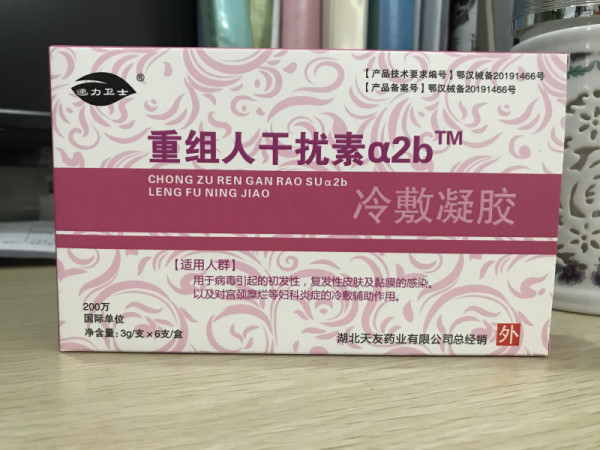 迊力卫士®
【产品技术要求编号】鄂汉械备20191466号
【产品备案号】鄂汉械备20191466号
重组人干扰素α2b™
CHONG ZU REN GAN RAO SU α2b
LENG FU NING JIAO
冷敷凝胶
【适用人群】
用于病毒引起的初发性，复发性皮肤及黏膜的感染。
以及对宫颈糜烂等妇科炎症的冷敷辅助作用。
200万
国际单位
净含量：3g/支×6支/盒
湖北天友药业有限公司总经销
外